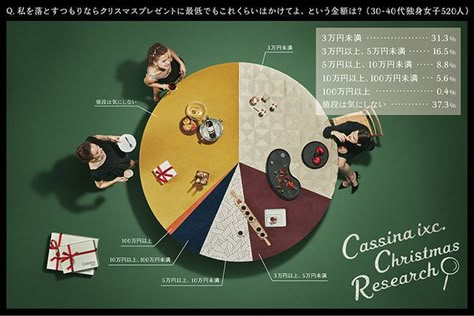 Q. 私を落とすつもりならクリスマスプレゼントに最低でもこれくらいはかけてよ、という金額は?(30-40代独身女子520人)
3万円未満 ············ 31.3%
3万円以上、5万円未満 ······ 16.5%
5万円以上、10万円未満 ····· 8.8%
10万円以上、100万円未満 ···· 5.6%
100万円以上 ··········· 0.4%
値段は気にしない ········· 37.3%
3万円未満
値段は気にしない
100万円以上
10万円以上、100万円未満
5万円以上、10万円未満
3万円以上、5万円未満
Cassina ixc.
Christmas
Research